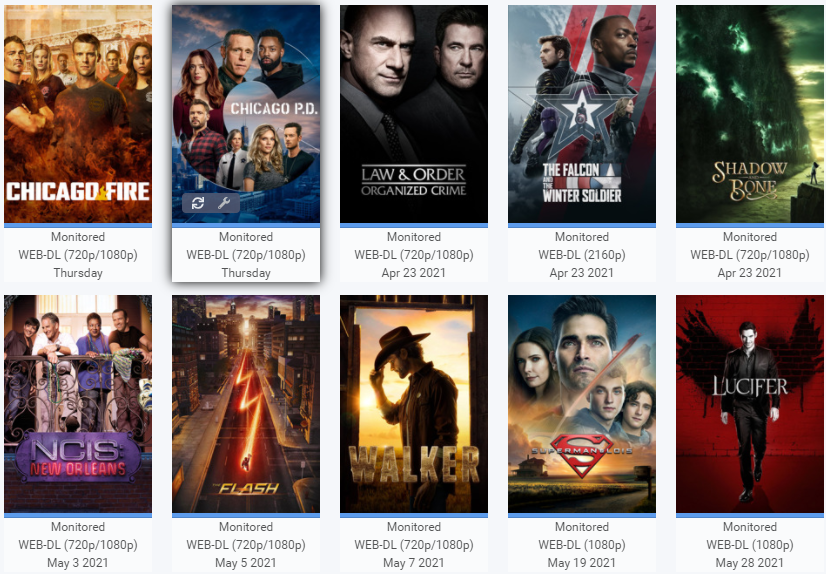 CHICAGO FIRE
Monitored
WEB-DL (720p/1080p)
Thursday
CHICAGO P.D.
Monitored
WEB-DL (720p/1080p)
Thursday
LAW & ORDER
ORGANIZED CRIME
Monitored
WEB-DL (720p/1080p)
Apr 23 2021
THE FALCON
AND
THE
WINTER SOLDIER
Monitored
WEB-DL (2160p)
Apr 23 2021
SHADOW
AND
BONE
Monitored
WEB-DL (720p/1080p)
Apr 23 2021
NCIS:
NEW ORLEANS
Monitored
WEB-DL (720p/1080p)
May 3 2021
FLASH
Monitored
WEB-DL (720p/1080p)
May 5 2021
WALKER
Monitored
WEB-DL (720p/1080p)
May 7 2021
SUPERMAN & LOIS
Monitored
WEB-DL (1080p)
May 19 2021
LUCIFER
Monitored
WEB-DL (1080p)
May 28 2021